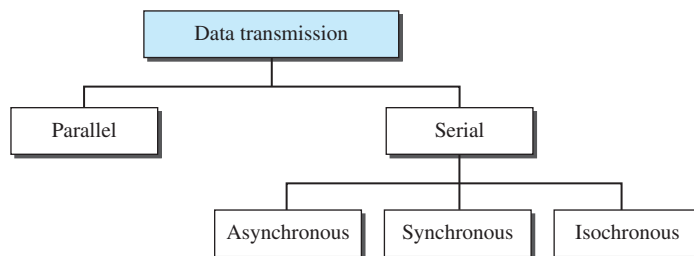 Data transmission
Parallel
Serial
Asynchronous
Synchronous
Isochronous